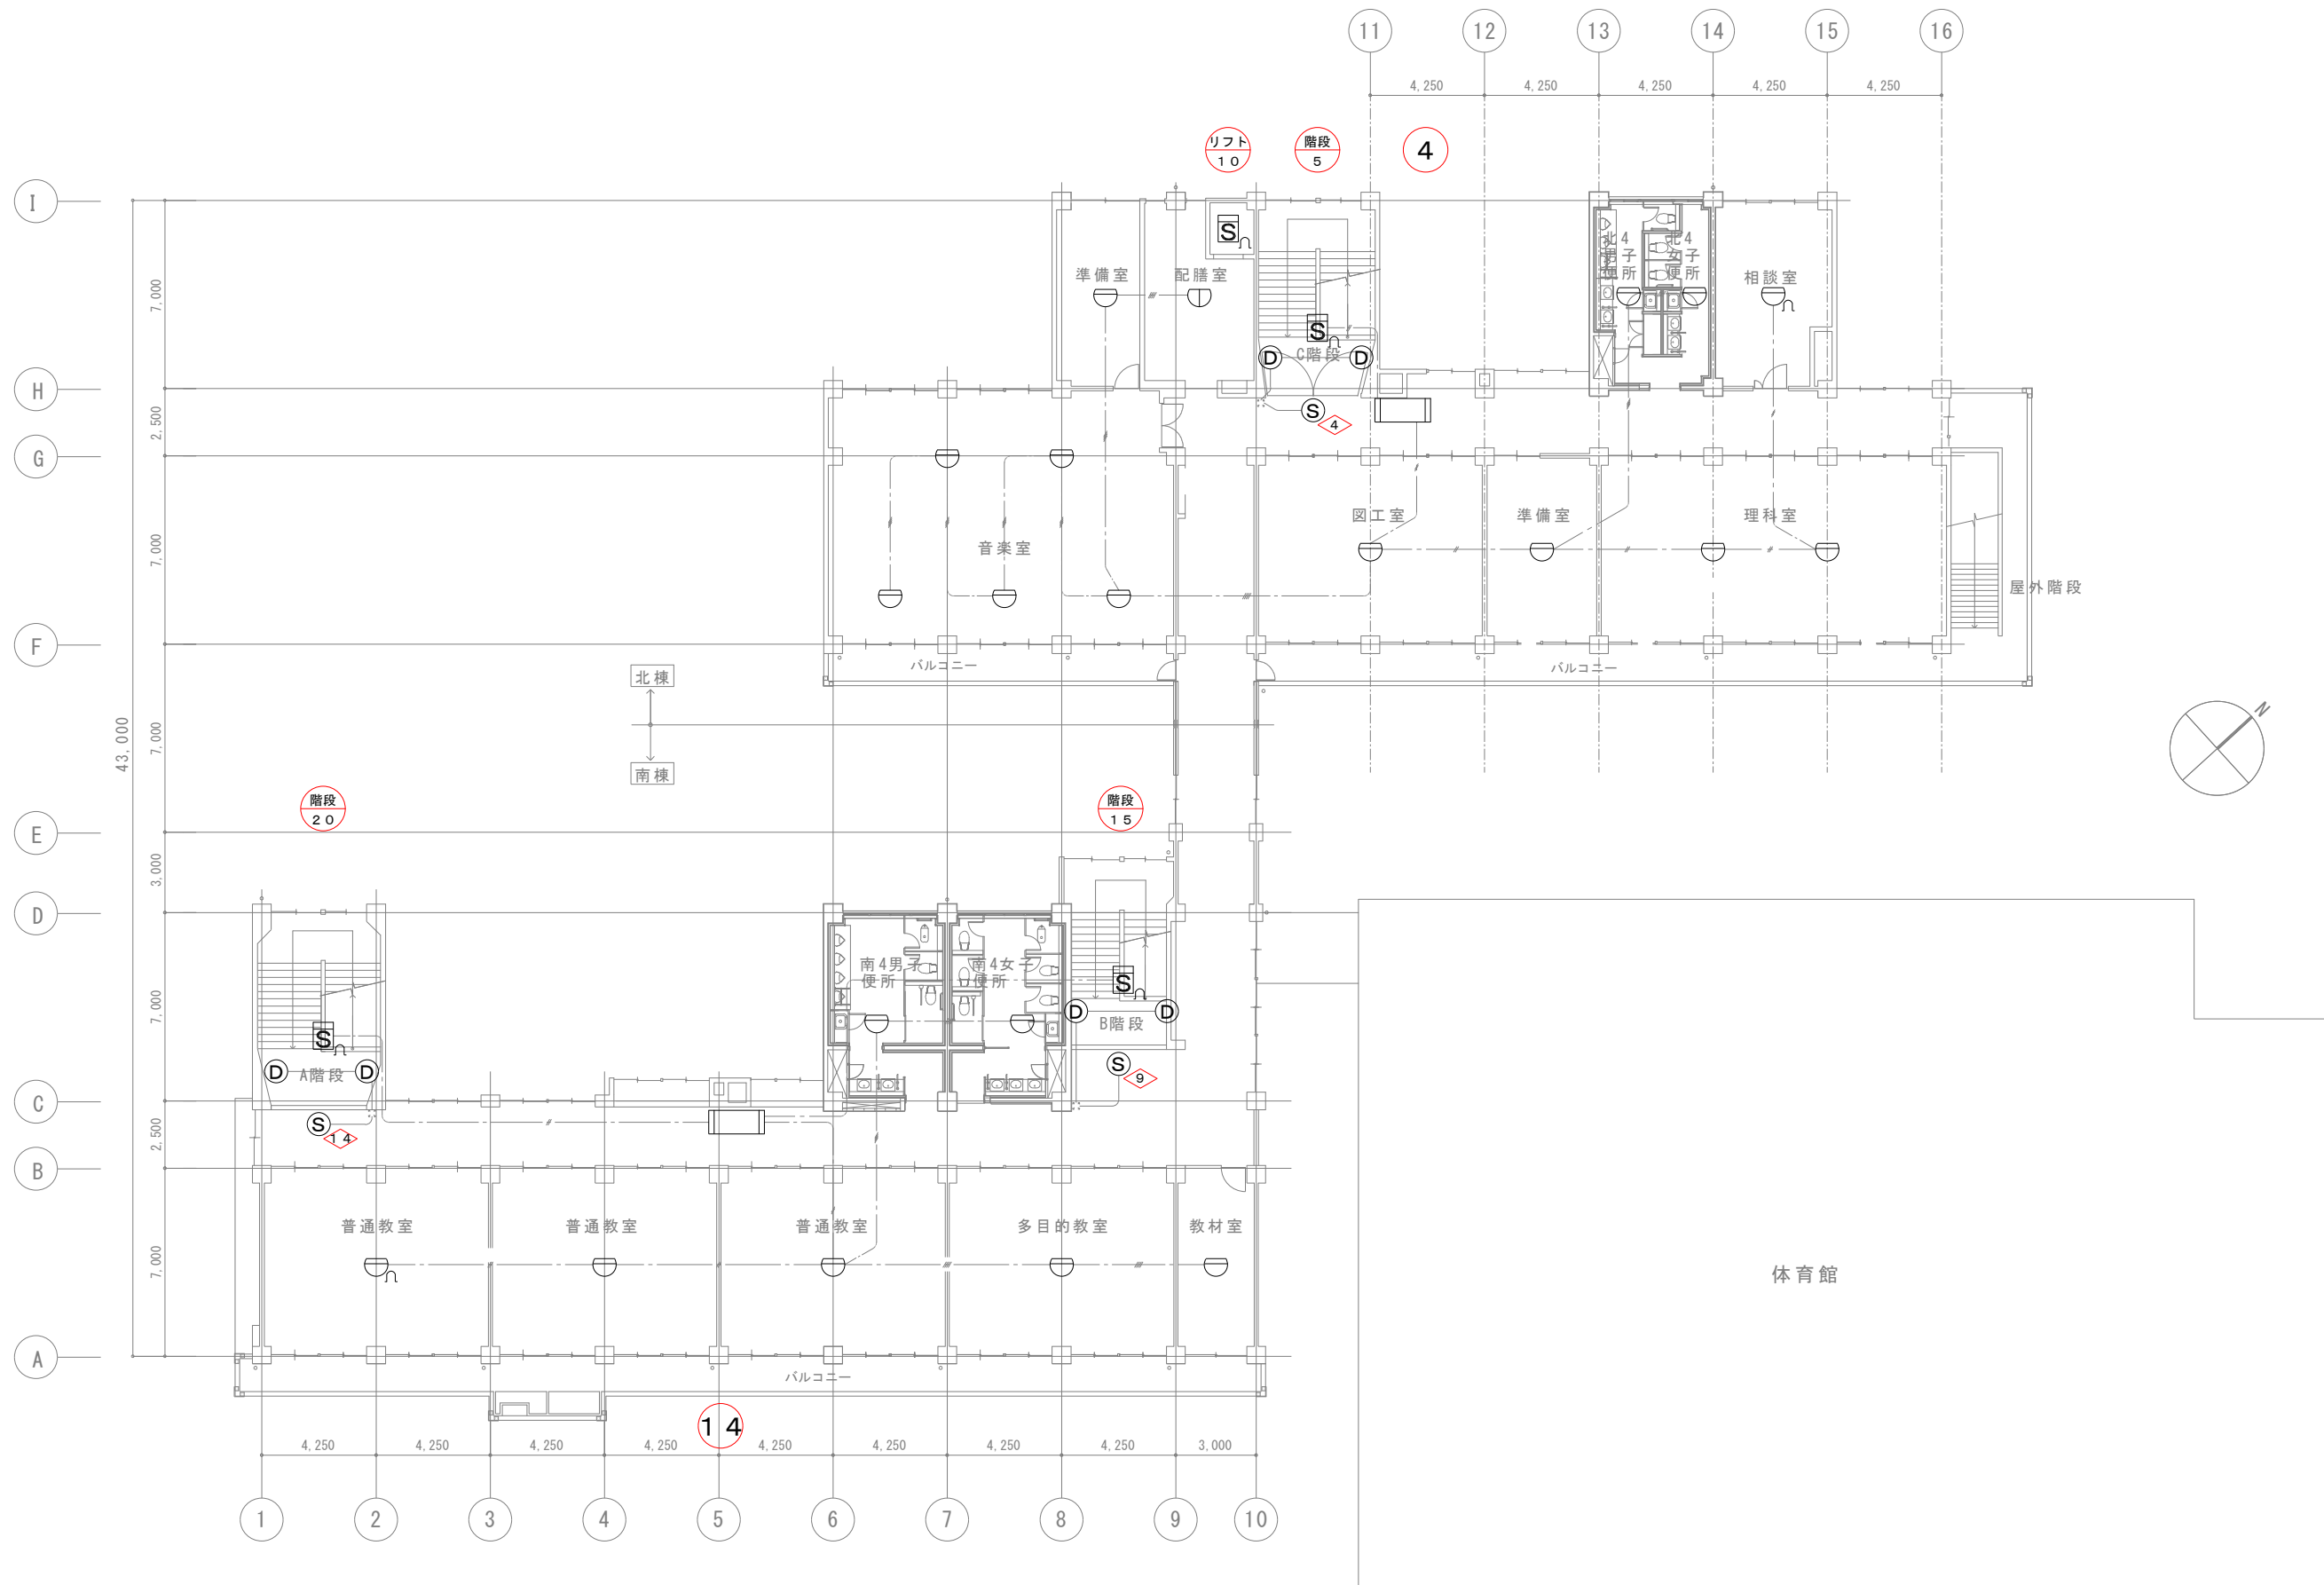 11 12 13 14 15 16
4,250 4,250 4,250 4,250 4,250
リフト 10
階段 5
4
I
7,000
準備室 配膳室
S
S
D C階段 D
北4 男子 便所
北4 女子 便所
相談室
H
2,500
S
4
G
7,000
音楽室
図工室 準備室 理科室
屋外階段
F
バルコニー バルコニー
北棟
43,000
7,000
南棟
N
階段 20
階段 15
E
3,000
D
7,000
南4男子 便所
南4女子 便所
S
S
D A階段 D
D B階段 D
S
9
C
2,500
S
14
B
7,000
普通教室 普通教室 普通教室 多目的教室 教材室
体育館
A
バルコニー
14
4,250 4,250 4,250 4,250 4,250 4,250 4,250 4,250 3,000
1 2 3 4 5 6 7 8 9 10